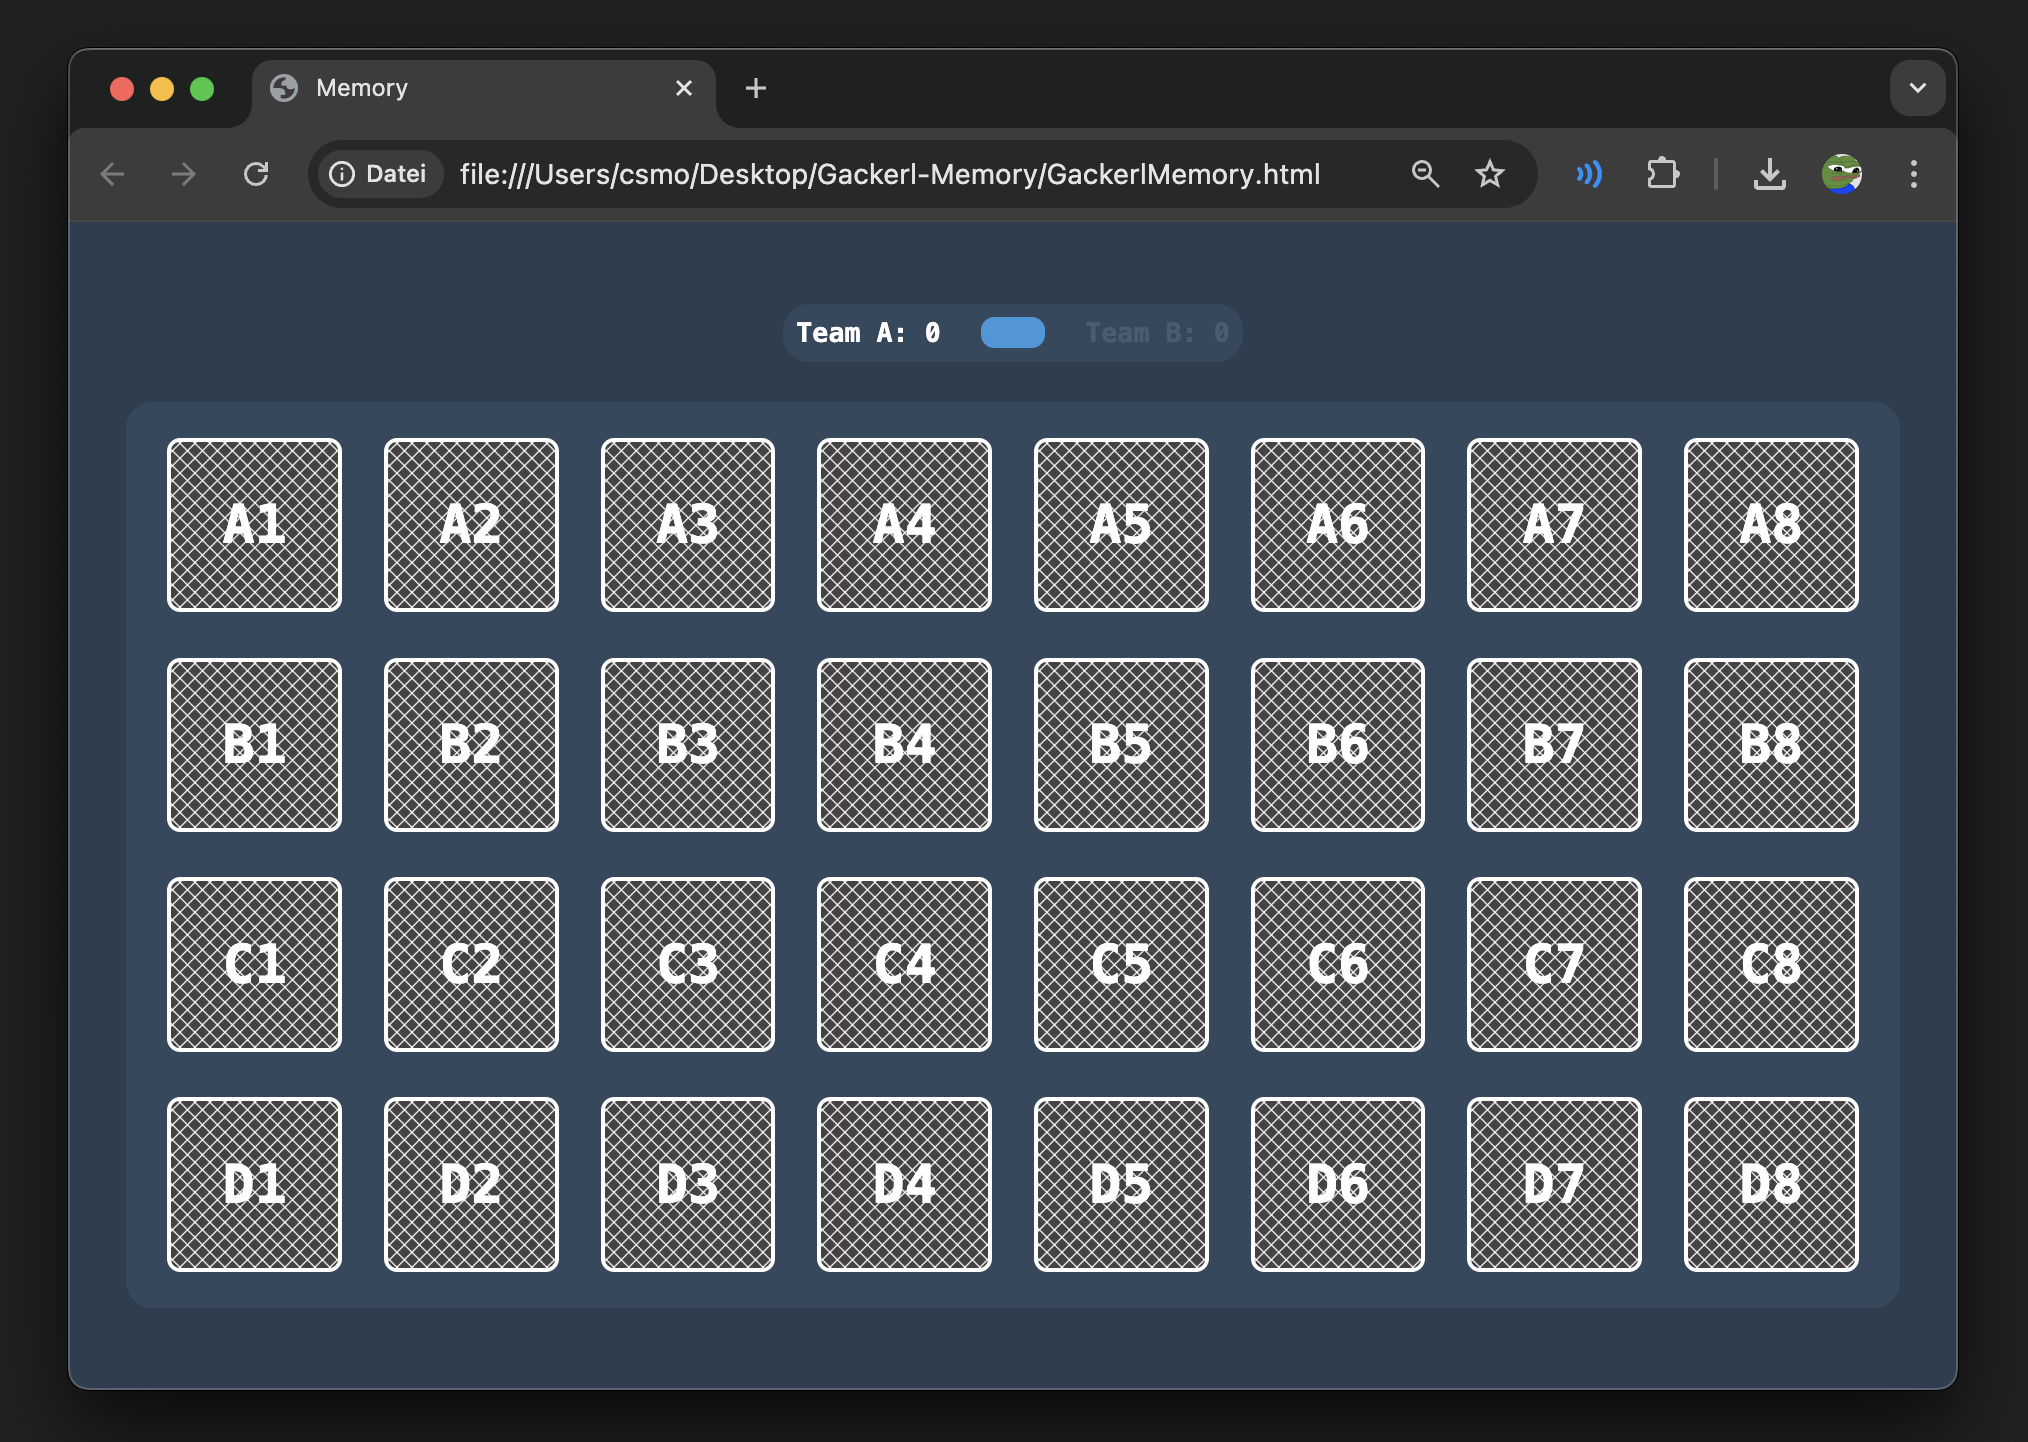 Memory
Datei file:///Users/csmo/Desktop/Gackerl-Memory/GackerlMemory.html
Team A: 0 Team B: 0
A1 A2 A3 A4 A5 A6 A7 A8
B1 B2 B3 B4 B5 B6 B7 B8
C1 C2 C3 C4 C5 C6 C7 C8
D1 D2 D3 D4 D5 D6 D7 D8